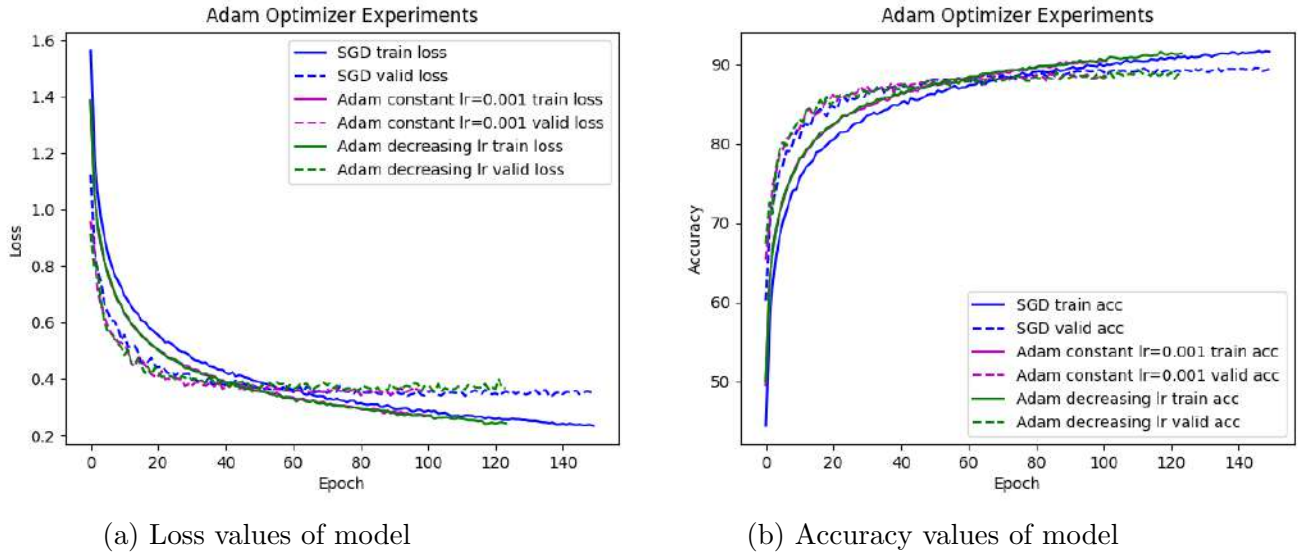 Adam Optimizer Experiments
1.6
1.4
1.2
1.0
0.8
0.6
0.4
0.2
Loss
SGD train loss
SGD valid loss
Adam constant lr=0.001 train loss
Adam constant lr=0.001 valid loss
Adam decreasing lr train loss
Adam decreasing lr valid loss
0 20 40 60 80 100 120 140
Epoch
(a) Loss values of model
Adam Optimizer Experiments
90
80
70
60
50
Accuracy
SGD train acc
SGD valid acc
Adam constant lr=0.001 train acc
Adam constant lr=0.001 valid acc
Adam decreasing lr train acc
Adam decreasing lr valid acc
0 20 40 60 80 100 120 140
Epoch
(b) Accuracy values of model